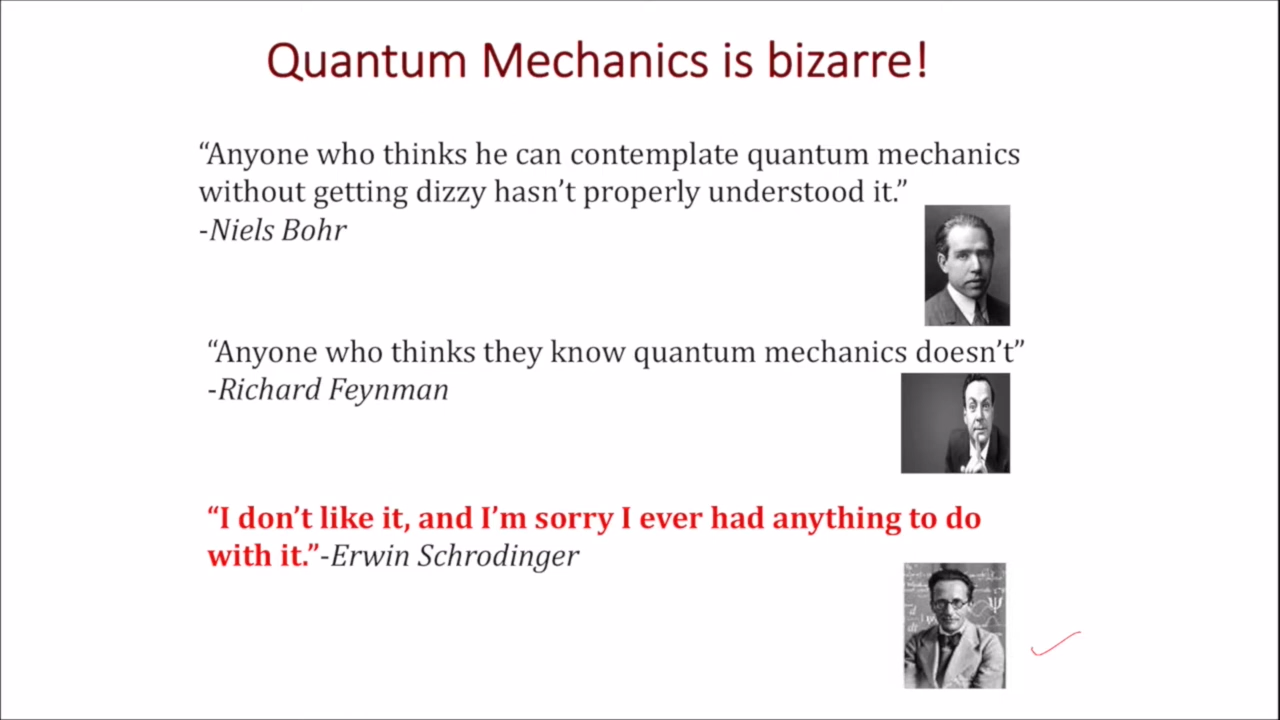 Quantum Mechanics is bizarre!
“Anyone who thinks he can contemplate quantum mechanics
without getting dizzy hasn’t properly understood it.”
-Niels Bohr
“Anyone who thinks they know quantum mechanics doesn’t”
-Richard Feynman
“I don’t like it, and I’m sorry I ever had anything to do
with it.”-Erwin Schrodinger